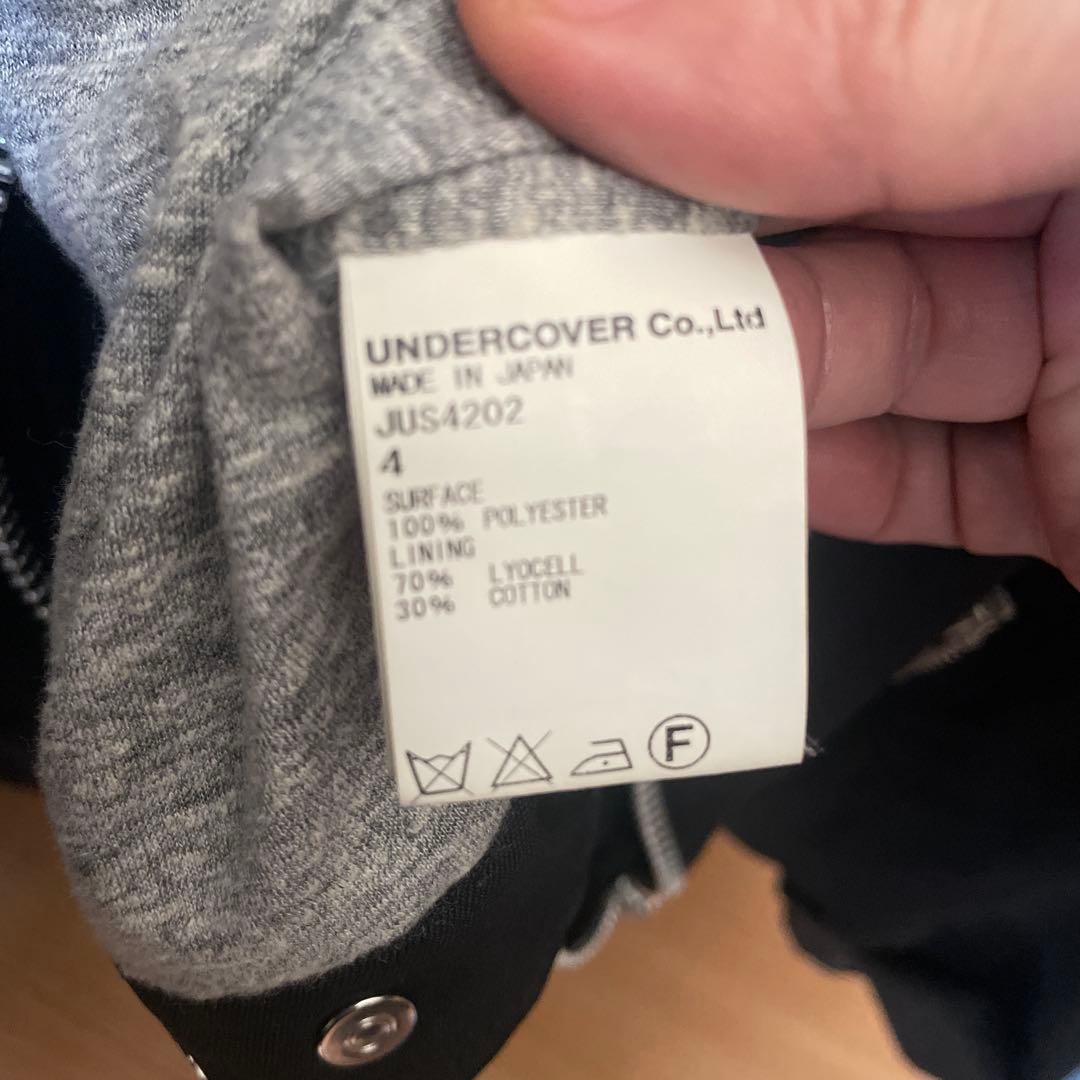 UNDERCOVER Co.,Ltd
MADE IN JAPAN
JUS4202
4
SURFACE
100% POLYESTER
LINING
70% LYOCELL
30% COTTON
F